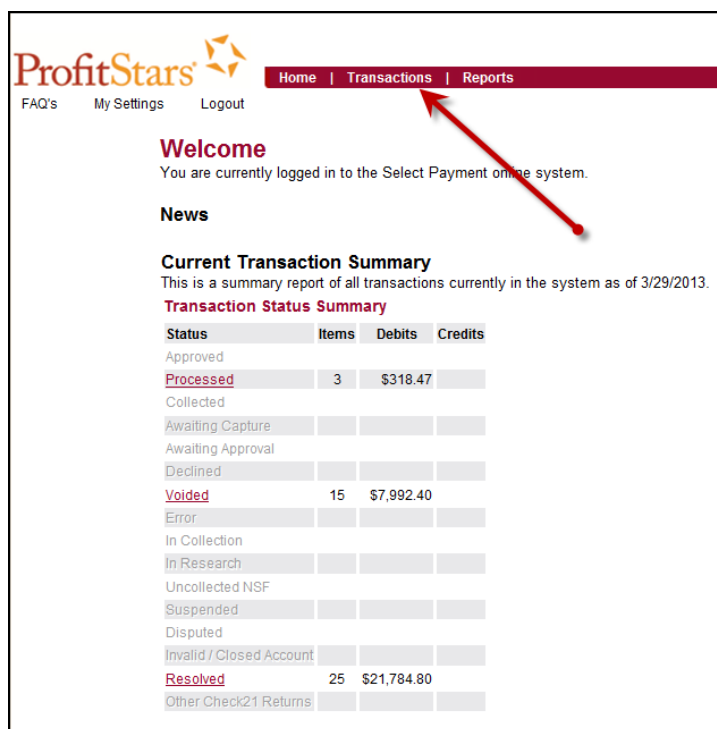 ProfitStars
Home | Transactions | Reports
FAQ's My Settings Logout
Welcome
You are currently logged in to the Select Payment online system.
News
Current Transaction Summary
This is a summary report of all transactions currently in the system as of 3/29/2013.
Transaction Status Summary
Status Items Debits Credits
Approved
Processed 3 $318.47
Collected
Awaiting Capture
Awaiting Approval
Declined
Voided 15 $7,992.40
Error
In Collection
In Research
Uncollected NSF
Suspended
Disputed
Invalid / Closed Account
Resolved 25 $21,784.80
Other Check21 Returns